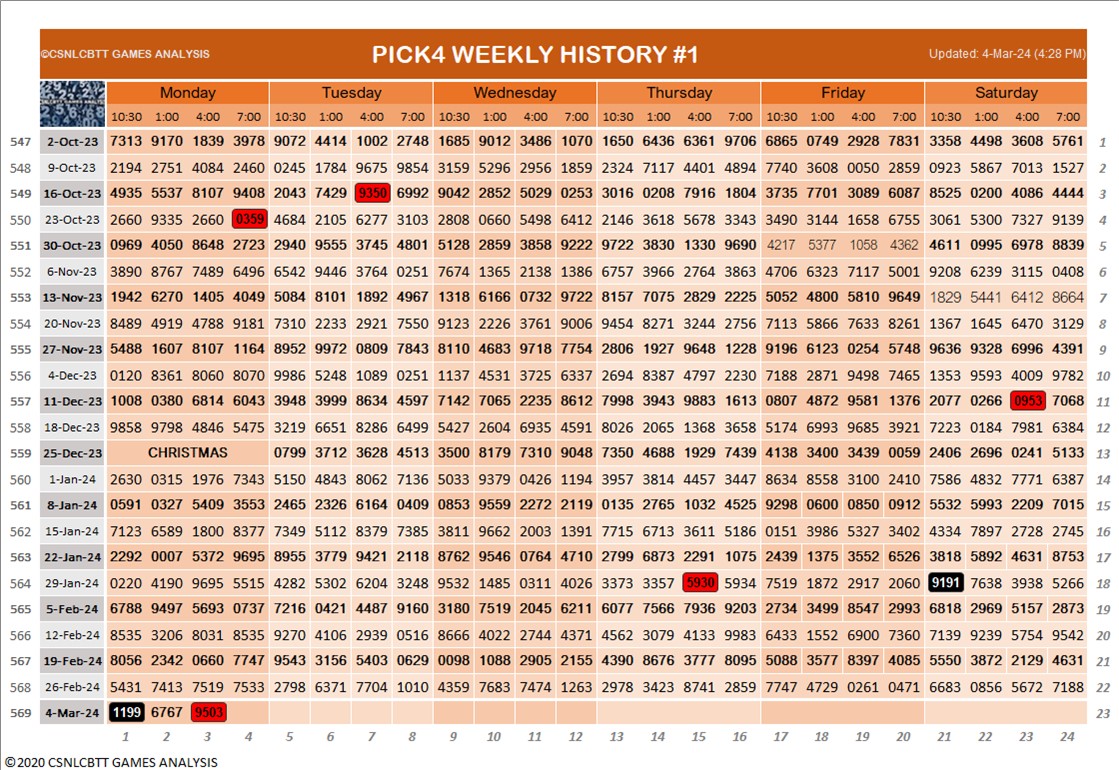 ©CSNLCBTT GAMES ANALYSIS PICK4 WEEKLY HISTORY #1 Updated: 4-Mar-24 (4:28 PM)
Monday Tuesday Wednesday Thursday Friday Saturday
10:30 1:00 4:00 7:00 10:30 1:00 4:00 7:00 10:30 1:00 4:00 7:00 10:30 1:00 4:00 7:00 10:30 1:00 4:00 7:00 10:30 1:00 4:00 7:00
547 2-Oct-23 7313 9170 1839 3978 9072 4414 1002 2748 1685 9012 3486 1070 1650 6436 6361 9706 6865 0749 2928 7831 3358 4498 3608 5761 1
548 9-Oct-23 2194 2751 4084 2460 0245 1784 9675 9854 3159 5296 2956 1859 2324 7117 4401 4894 7740 3608 0050 2859 0923 5867 7013 1527 2
549 16-Oct-23 4935 5537 8107 9408 2043 7429 9350 6992 9042 2852 5029 0253 3016 0208 7916 1804 3735 7701 3089 6087 8525 0200 4086 4444 3
550 23-Oct-23 2660 9335 2660 0359 4684 2105 6277 3103 2808 0660 5498 6412 2146 3618 5678 3343 3490 3144 1658 6755 3061 5300 7327 9139 4
551 30-Oct-23 0969 4050 8648 2723 2940 9555 3745 4801 5128 2859 3858 9222 9722 3830 1330 9690 4217 5377 1058 4362 4611 0995 6978 8839 5
552 6-Nov-23 3890 8767 7489 6496 6542 9446 3764 0251 7674 1365 2138 1386 6757 3966 2764 3863 4706 6323 7117 5001 9208 6239 3115 0408 6
553 13-Nov-23 1942 6270 1405 4049 5084 8101 1892 4967 1318 6166 0732 9722 8157 7075 2829 2225 5052 4800 5810 9649 1829 5441 6412 8664 7
554 20-Nov-23 8489 4919 4788 9181 7310 2233 2921 7550 9123 2226 3761 9006 9454 8271 3244 2756 7113 5866 7633 8261 1367 1645 6470 3129 8
555 27-Nov-23 5488 1607 8107 1164 8952 9972 0809 7843 8110 4683 9718 7754 2806 1927 9648 1228 9196 6123 0254 5748 9636 9328 6996 4391 9
556 4-Dec-23 0120 8361 8060 8070 9986 5248 1089 0251 1137 4531 3725 6337 2694 8387 4797 2230 7188 2871 9498 7465 1353 9593 4009 9782 10
557 11-Dec-23 1008 0380 6814 6043 3948 3999 8634 4597 7142 7065 2235 8612 7998 3943 9883 1613 0807 4872 9581 1376 2077 0266 0953 7068 11
558 18-Dec-23 9858 9798 4846 5475 3219 6651 8286 6499 5427 2604 6935 4591 8026 2065 1368 3658 5174 6993 9685 3921 7223 0184 7981 6384 12
559 25-Dec-23 CHRISTMAS 0799 3712 3628 4513 3500 8179 7310 9048 7350 4688 1929 7439 4138 3400 3439 0059 2406 2696 0241 5133 13
560 1-Jan-24 2630 0315 1976 7343 5150 4843 8062 7136 5033 9379 0426 1194 3957 3814 4457 3447 8634 8558 3100 2410 7586 4832 7771 6387 14
561 8-Jan-24 0591 0327 5409 3553 2465 2326 6164 0409 0853 9559 2272 2119 0135 2765 1032 4525 9298 0600 0850 0912 5532 5993 2209 7015 15
562 15-Jan-24 7123 6589 1800 8377 7349 5112 8379 7385 3811 9662 2003 1391 7715 6713 3611 5186 0151 3986 5327 3402 4334 7897 2728 2745 16
563 22-Jan-24 2292 0007 5372 9695 8955 3779 9421 2118 8762 9546 0764 4710 2799 6873 2291 1075 2439 1375 3552 6526 3818 5892 4631 8753 17
564 29-Jan-24 0220 4190 9695 5515 4282 5302 6204 3248 9532 1485 0311 4026 3373 3357 5930 5934 7519 1872 2917 2060 9191 7638 3938 5266 18
565 5-Feb-24 6788 9497 5693 0737 7216 0421 4487 9160 3180 7519 2045 6211 6077 7566 7936 9203 2734 3499 8547 2993 6818 2969 5157 2873 19
566 12-Feb-24 8535 3206 8031 8535 9270 4106 2939 0516 8666 4022 2744 4371 4562 3079 4133 9983 6433 1552 6900 7360 7139 9239 5754 9542 20
567 19-Feb-24 8056 2342 0660 7747 9543 3156 5403 0629 0098 1088 2905 2155 4390 8676 3777 8095 5088 3577 8397 4085 5550 3872 2129 4631 21
568 26-Feb-24 5431 7413 7519 7533 2798 6371 7704 1010 4359 7683 7474 1263 2978 3423 8741 2859 7747 4729 0261 0471 6683 0856 5672 7188 22
569 4-Mar-24 1199 6767 9503 23
1 2 3 4 5 6 7 8 9 10 11 12 13 14 15 16 17 18 19 20 21 22 23 24
©2020 CSNLCBTT GAMES ANALYSIS